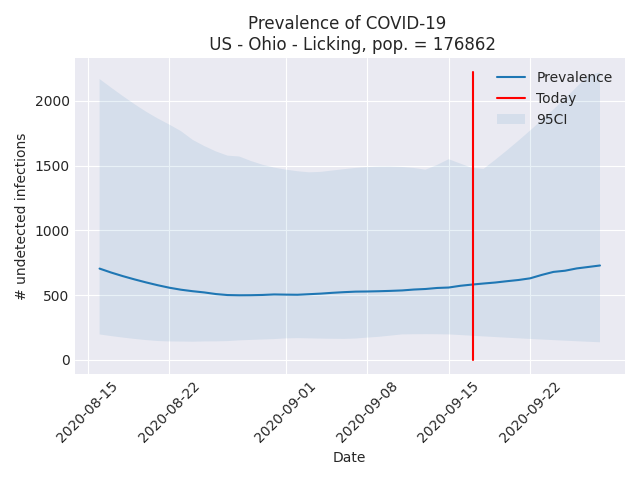 Prevalence of COVID-19
US - Ohio - Licking, pop. = 176862
Prevalence
Today
95CI
# undetected infections
2000
1500
1000
500
0
2020-08-15
2020-08-22
2020-09-01
2020-09-08
2020-09-15
2020-09-22
Date